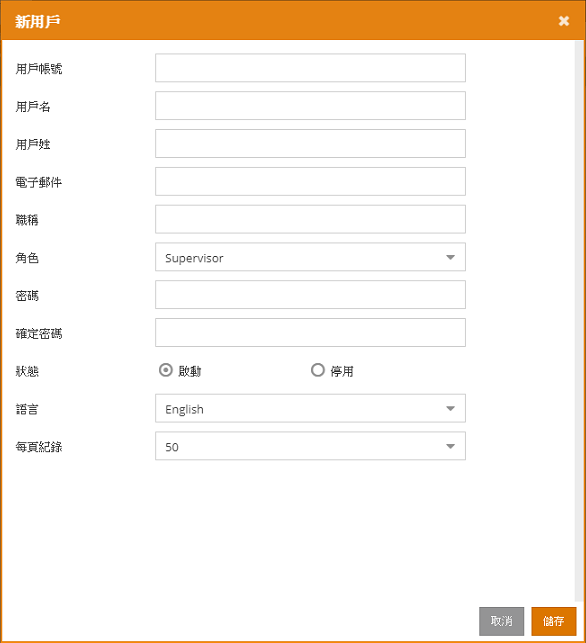 新用戶
用戶帳號
用戶名
用戶姓
電子郵件
職稱
角色 Supervisor
密碼
確定密碼
狀態 啟動 停用
語言 English
每頁紀錄 50
取消 儲存